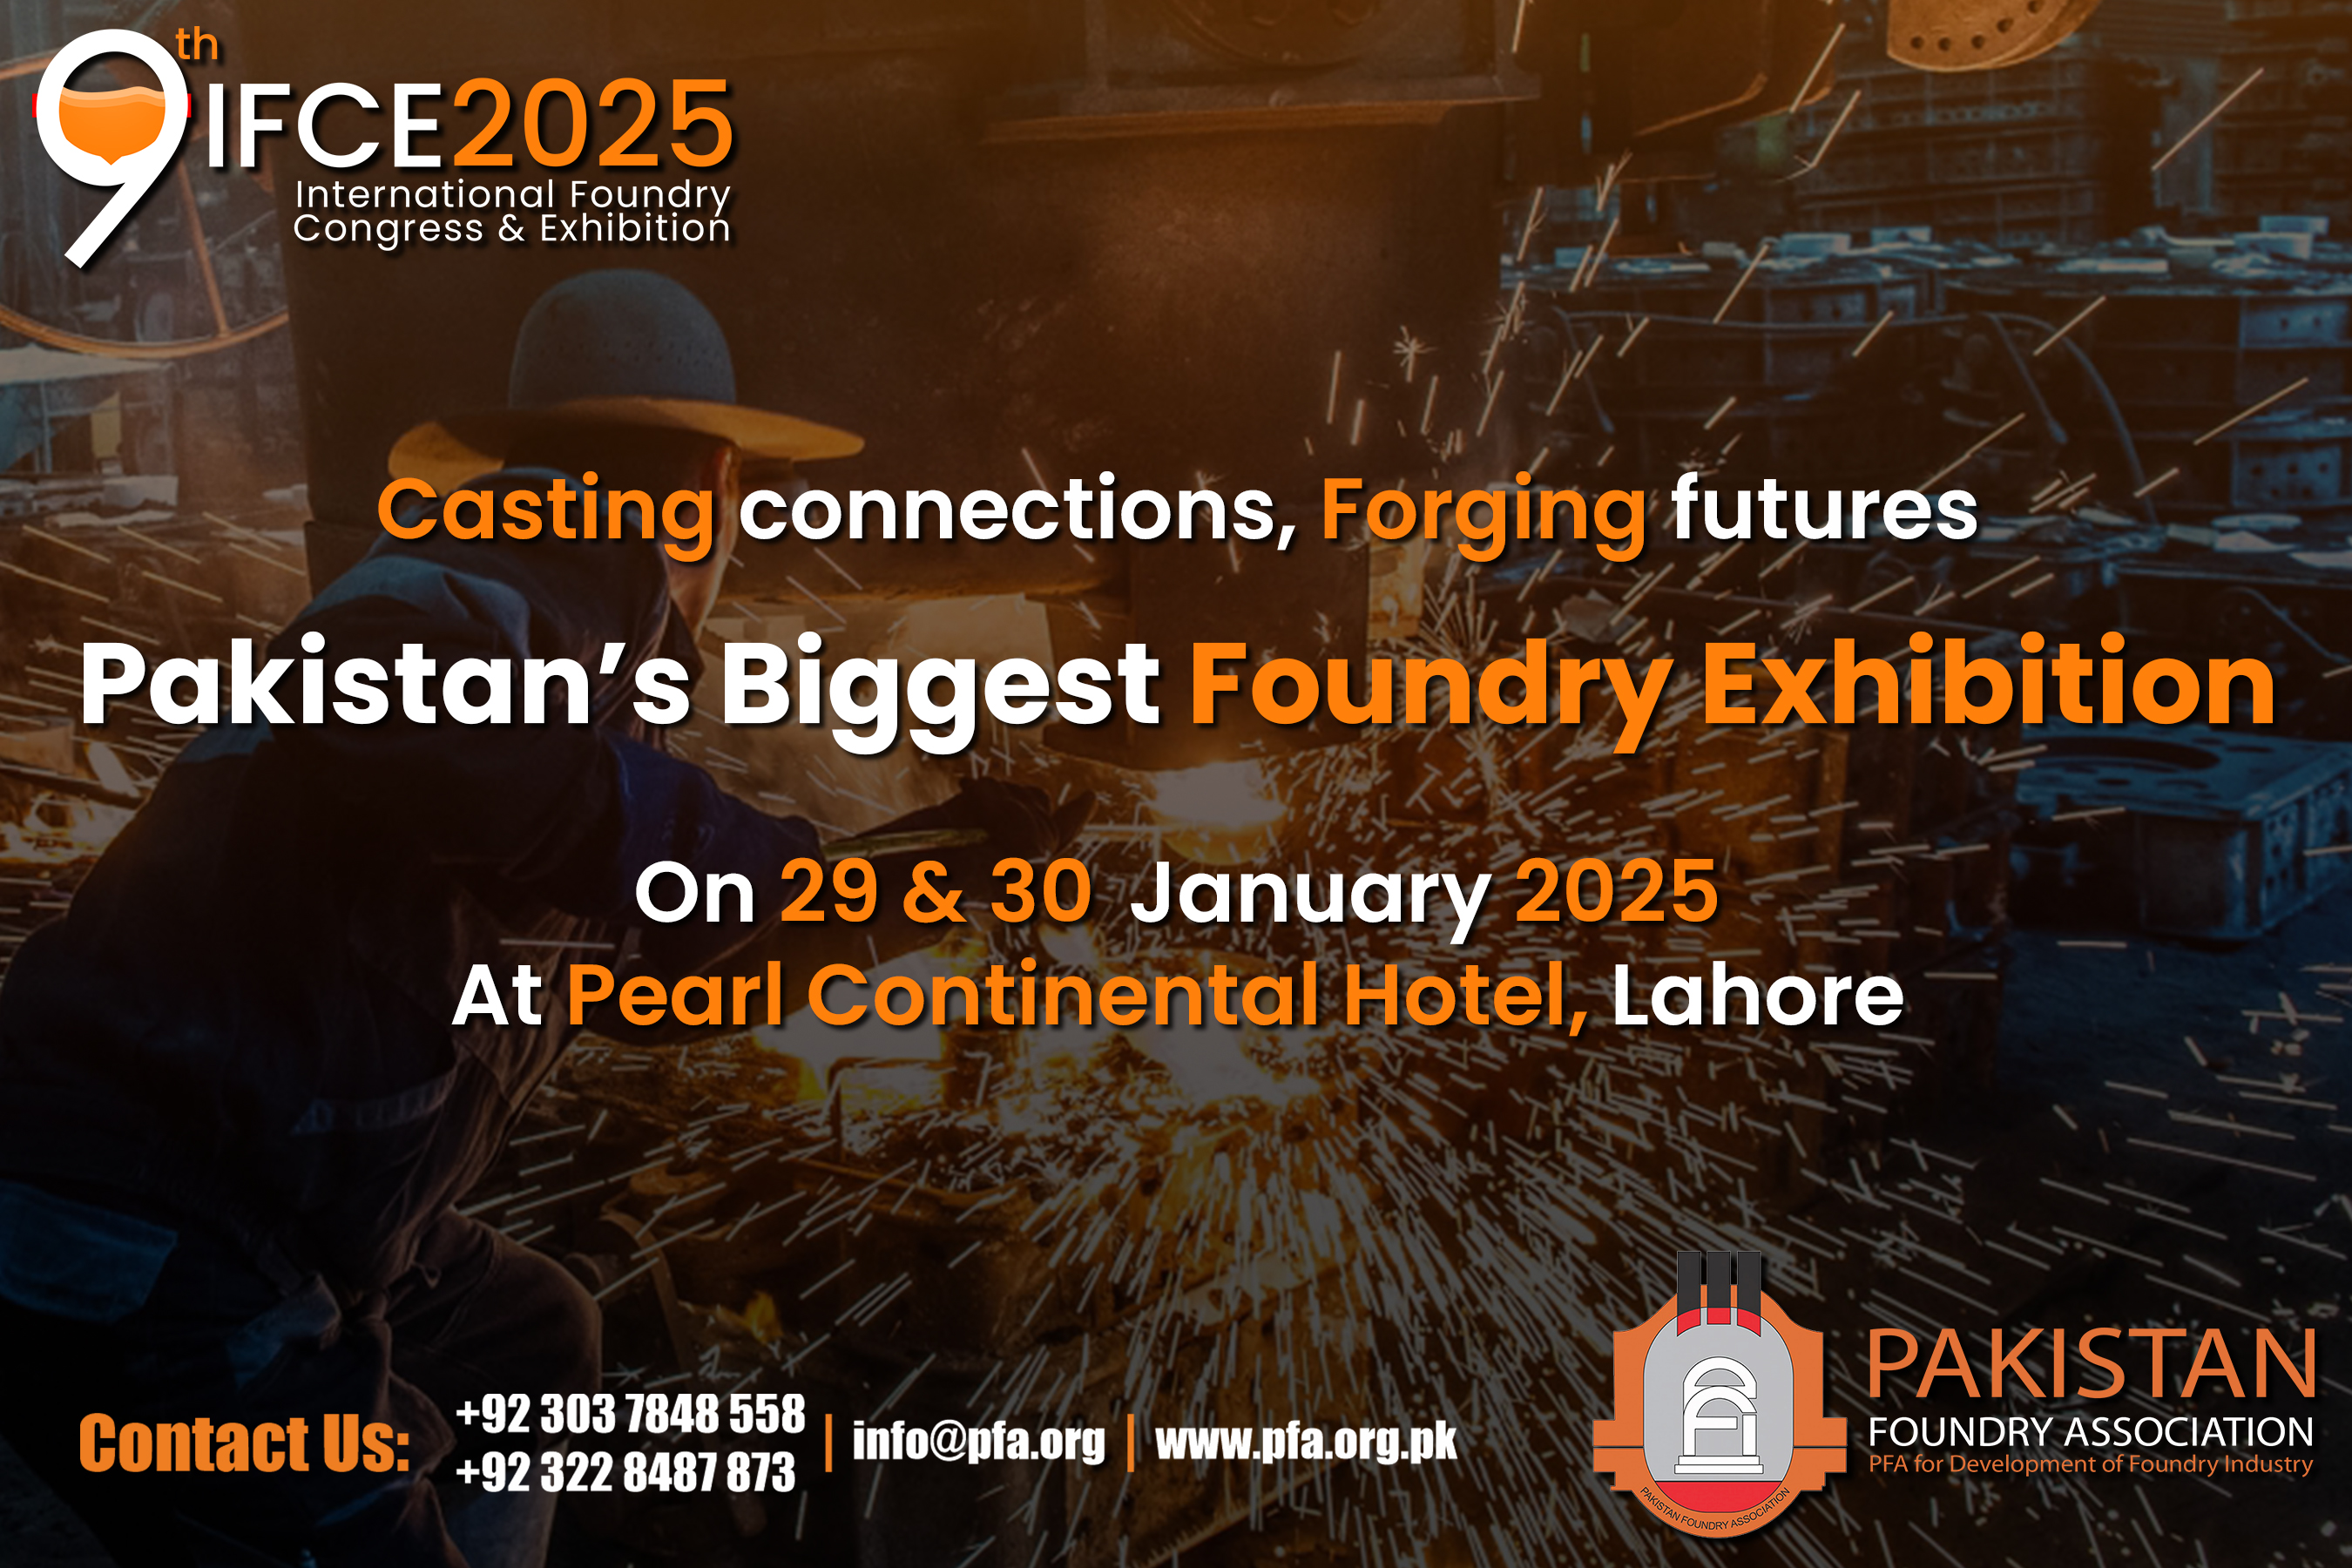 9th
IFCE2025
International Foundry
Congress & Exhibition
Casting connections, Forging futures
Pakistan’s Biggest Foundry Exhibition
On 29 & 30 January 2025
At Pearl Continental Hotel, Lahore
Contact Us:
+92 303 7848 558
+92 322 8487 873
info@pfa.org
www.pfa.org.pk
PAKISTAN FOUNDRY ASSOCIATION
PAKISTAN
FOUNDRY ASSOCIATION
PFA for Development of Foundry Industry